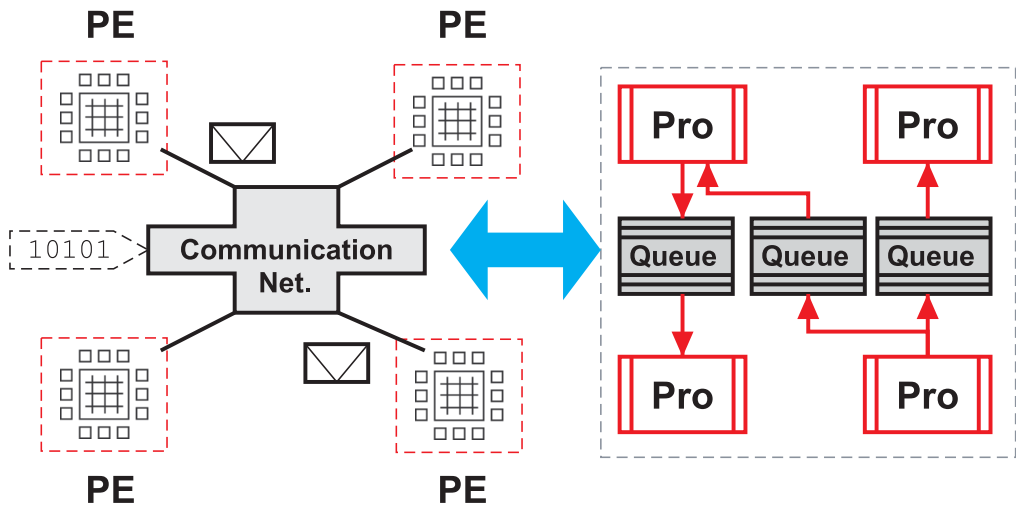 PE
PE
10101
Communication
Net.
PE
PE
Pro
Pro
Queue
Queue
Queue
Pro
Pro